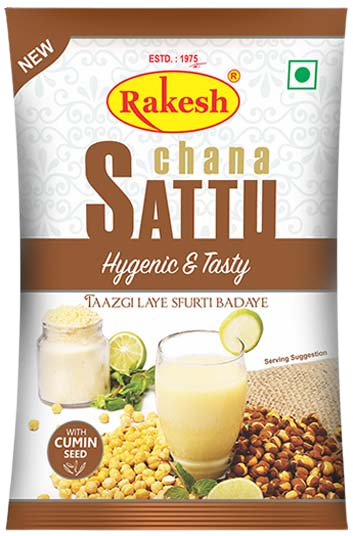 NEW
ESTD. : 1975
Rakesh®
chana
SATTU
Hygenic & Tasty
TAAZGI LAYE SFURTI BADAYE
Serving Suggestion
WITH
CUMIN
SEED